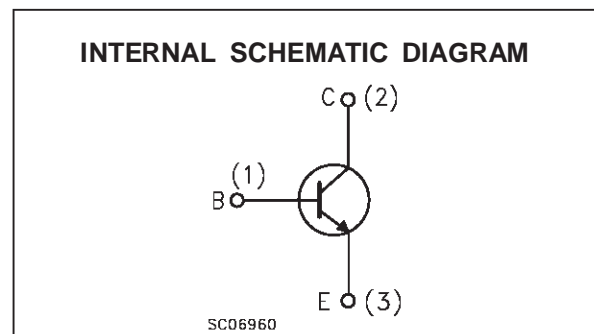 INTERNAL SCHEMATIC DIAGRAM
C (2)
(1)
B
E (3)
SC06960